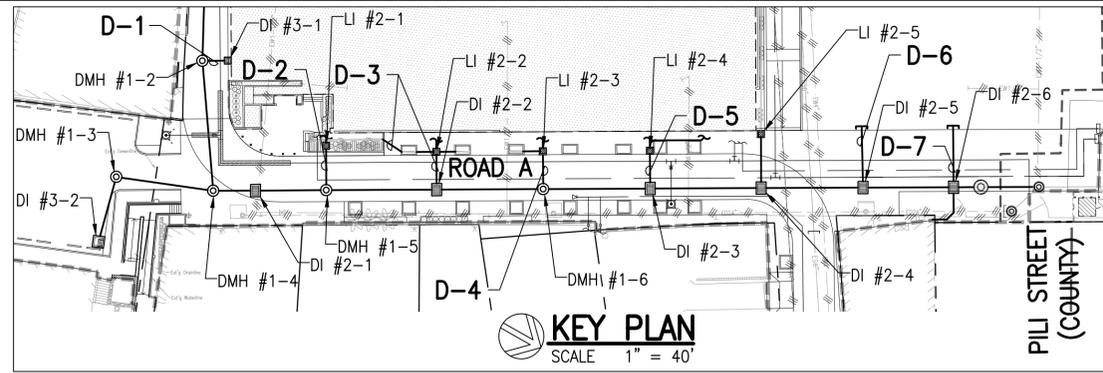 D-1
DI #3-1
LI #2-1
DMH #1-2
D-2
D-3
LI #2-2
DI #2-2
LI #2-3
LI #2-4
LI #2-5
D-6
DI #2-5
DI #2-6
D-5
D-7
DMH #1-3
ROAD A
DI #3-2
DMH #1-4
DI #2-1
DMH #1-5
D-4
DMH #1-6
DI #2-3
DI #2-4
KEY PLAN
SCALE 1" = 40'
PILI STREET
(COUNTY)